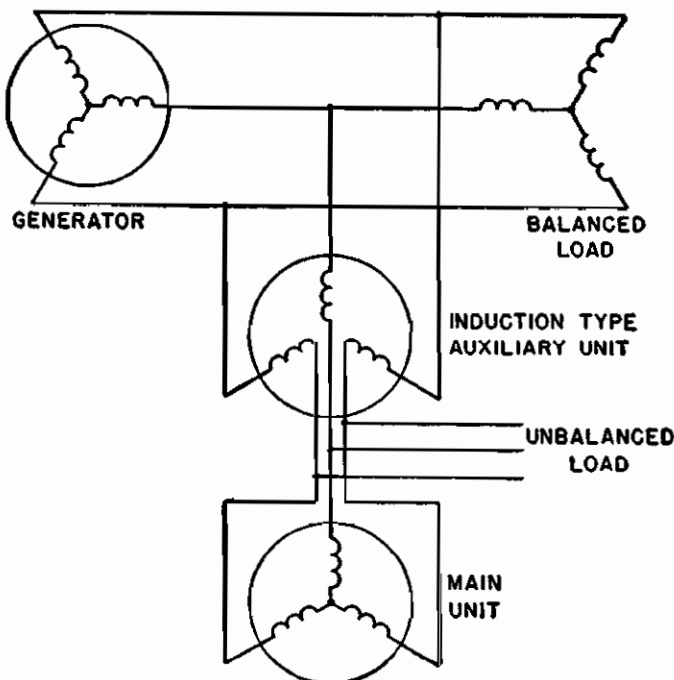 GENERATOR
BALANCED
LOAD
INDUCTION TYPE
AUXILIARY UNIT
UNBALANCED
LOAD
MAIN
UNIT